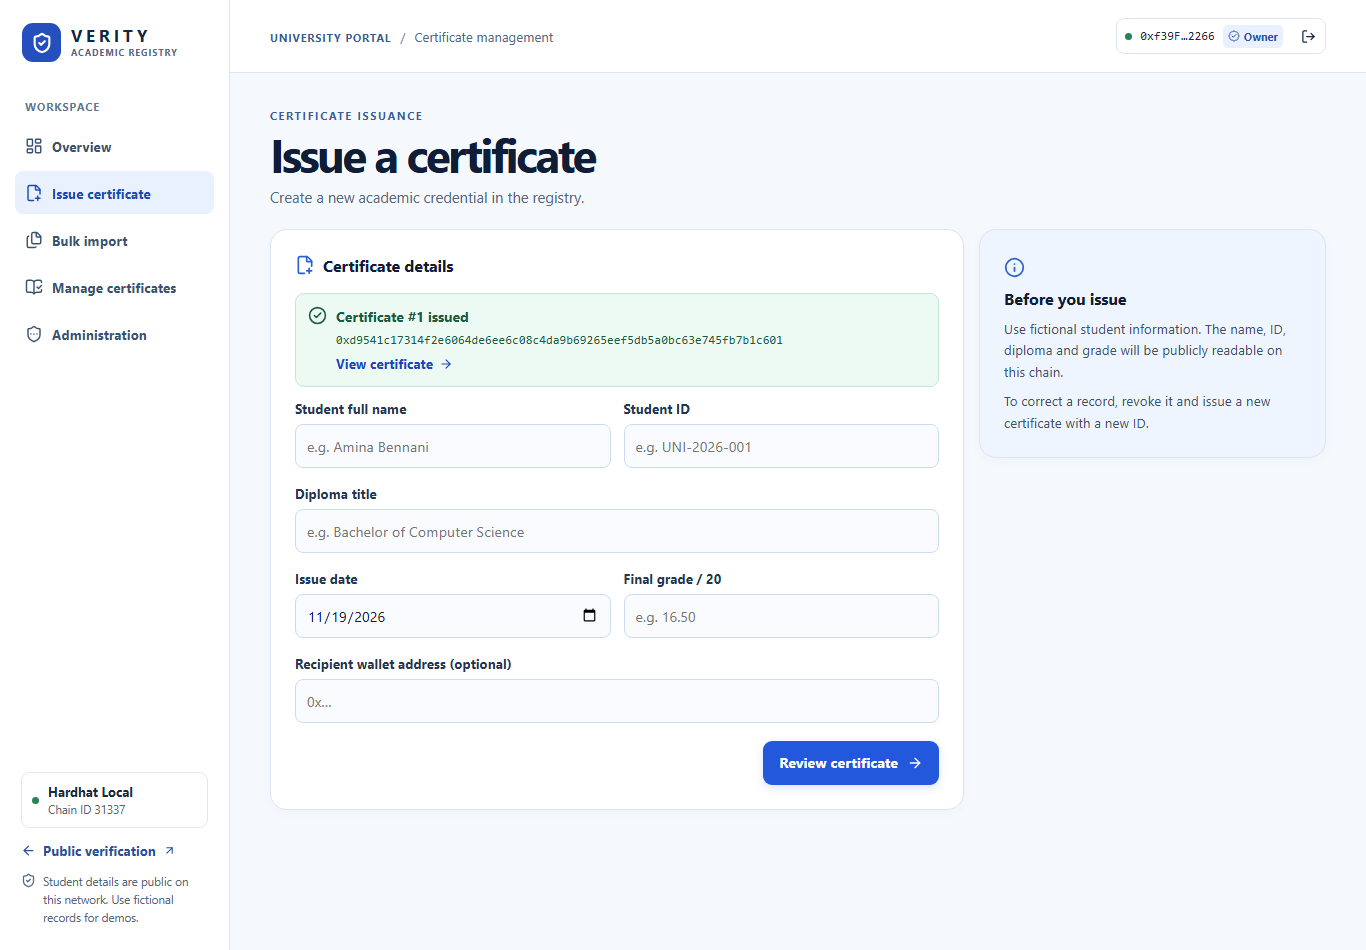 VERITY
ACADEMIC REGISTRY
WORKSPACE
Overview
Issue certificate
Bulk import
Manage certificates
Administration
Hardhat Local
Chain ID 31337
Public verification
Student details are public on
this network. Use fictional
records for demos.
UNIVERSITY PORTAL / Certificate management
0xf39F…2266 Owner
CERTIFICATE ISSUANCE
Issue a certificate
Create a new academic credential in the registry.
Certificate details
Certificate #1 issued
0xd9541c17314f2e6064de6ee6c08c4da9b69265eef5db5a0bc63e745fb7b1c601
View certificate
Student full name
e.g. Amina Bennani
Student ID
e.g. UNI-2026-001
Diploma title
e.g. Bachelor of Computer Science
Issue date
11/19/2026
Final grade / 20
e.g. 16.50
Recipient wallet address (optional)
0x...
Review certificate
Before you issue
Use fictional student information. The name, ID,
diploma and grade will be publicly readable on
this chain.
To correct a record, revoke it and issue a new
certificate with a new ID.